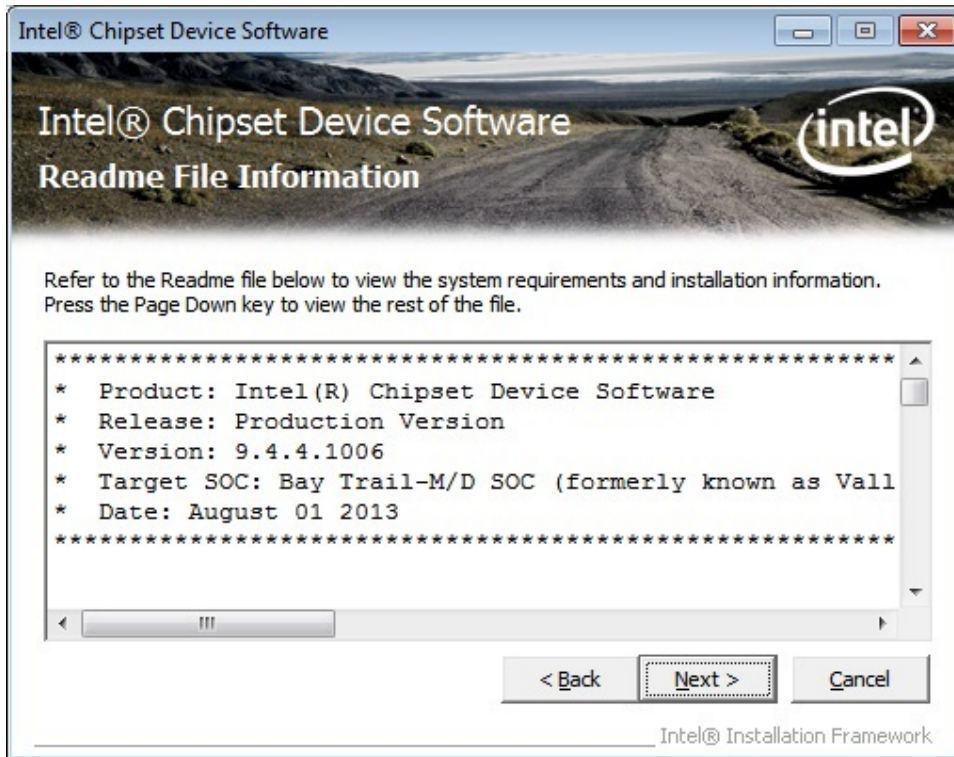 Intel® Chipset Device Software
Intel® Chipset Device Software
intel
Readme File Information
Refer to the Readme file below to view the system requirements and installation information.
Press the Page Down key to view the rest of the file.
********************************************************
* Product: Intel(R) Chipset Device Software
* Release: Production Version
* Version: 9.4.4.1006
* Target SOC: Bay Trail-M/D SOC (formerly known as Vall
* Date: August 01 2013
********************************************************
< Back
Next >
Cancel
Intel® Installation Framework